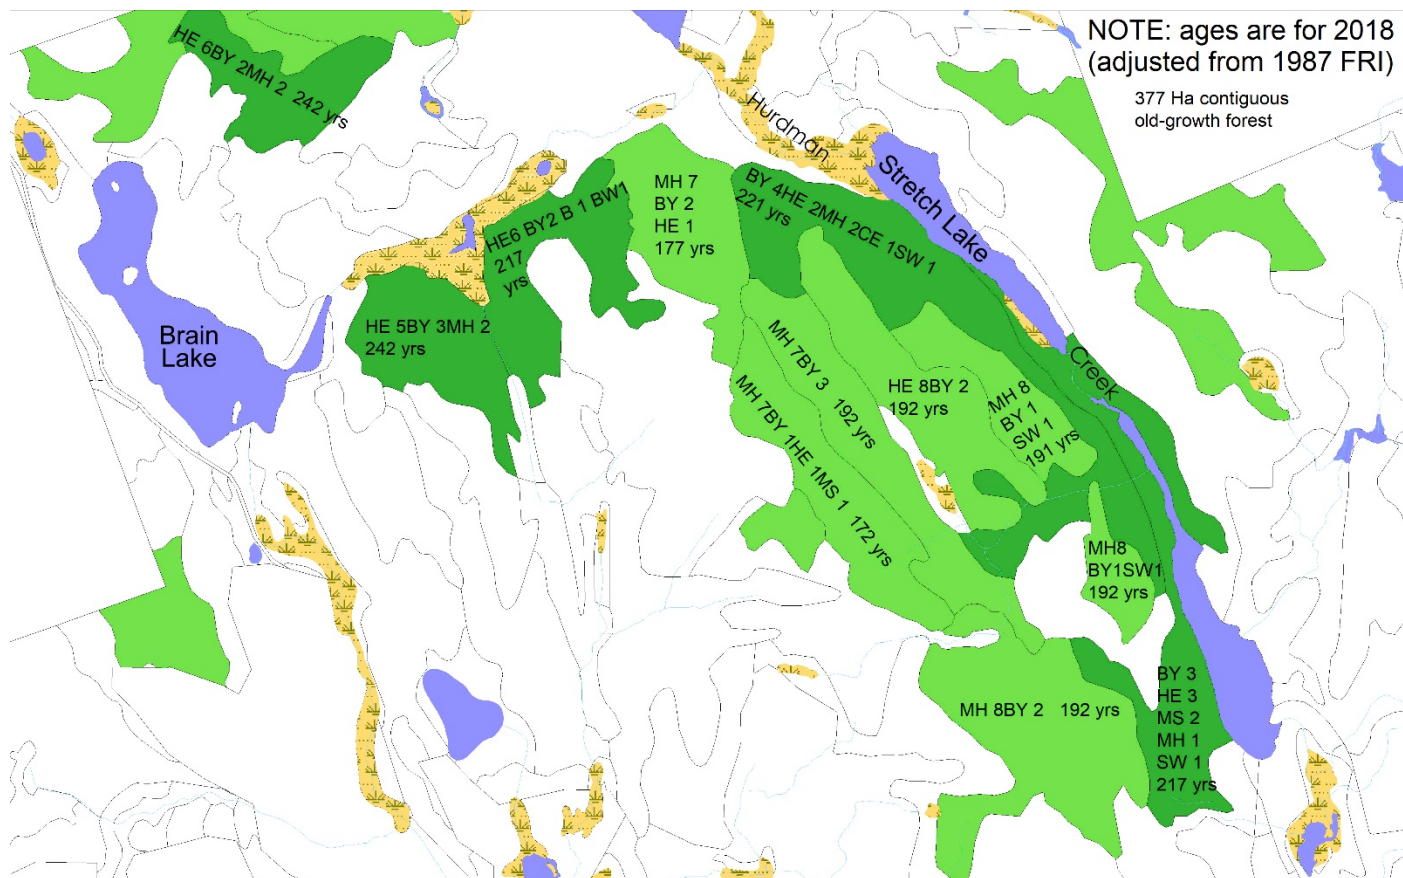 NOTE: ages are for 2018
(adjusted from 1987 FRI)
377 Ha contiguous
old-growth forest
HE 6BY 2MH 2 242 yrs
Hurdman
Stretch Lake
Creek
Brain
Lake
HE 5BY 3MH 2
242 yrs
HE6 BY2 B 1 BW1
217
yrs
MH 7
BY 2
HE 1
177 yrs
BY 4HE 2MH 2CE 1SW 1
221 yrs
MH 7BY 3 192 yrs
MH 7BY 1HE 1MS 1 172 yrs
HE 8BY 2
192 yrs
MH 8
BY 1
SW 1
191 yrs
MH8
BY1SW1
192 yrs
MH 8BY 2 192 yrs
BY 3
HE 3
MS 2
MH 1
SW 1
217 yrs